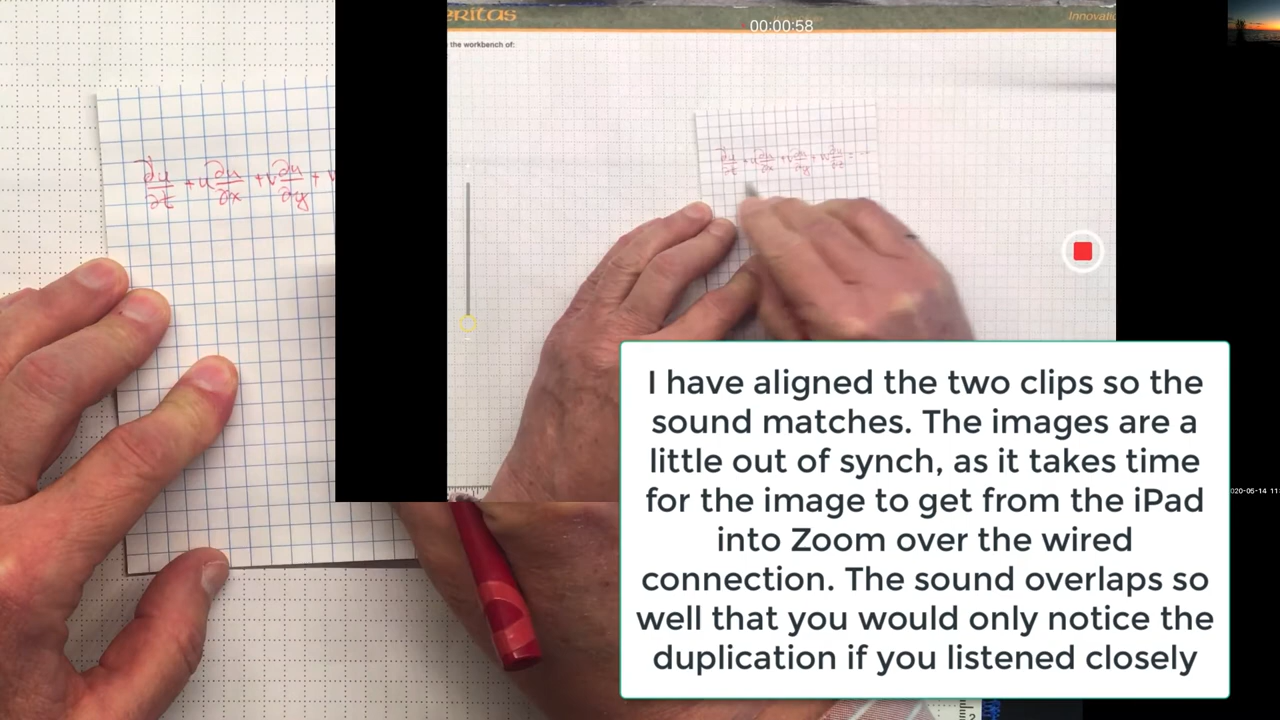 eritas
00:00:58
Innovati
the workbench of:
∂u/∂t + u ∂u/∂x + v ∂u/∂y +
∂u/∂t + u ∂u/∂x + v ∂u/∂y + w ∂u/∂z = ...
I have aligned the two clips so the
sound matches. The images are a
little out of synch, as it takes time
for the image to get from the iPad
into Zoom over the wired
connection. The sound overlaps so
well that you would only notice the
duplication if you listened closely